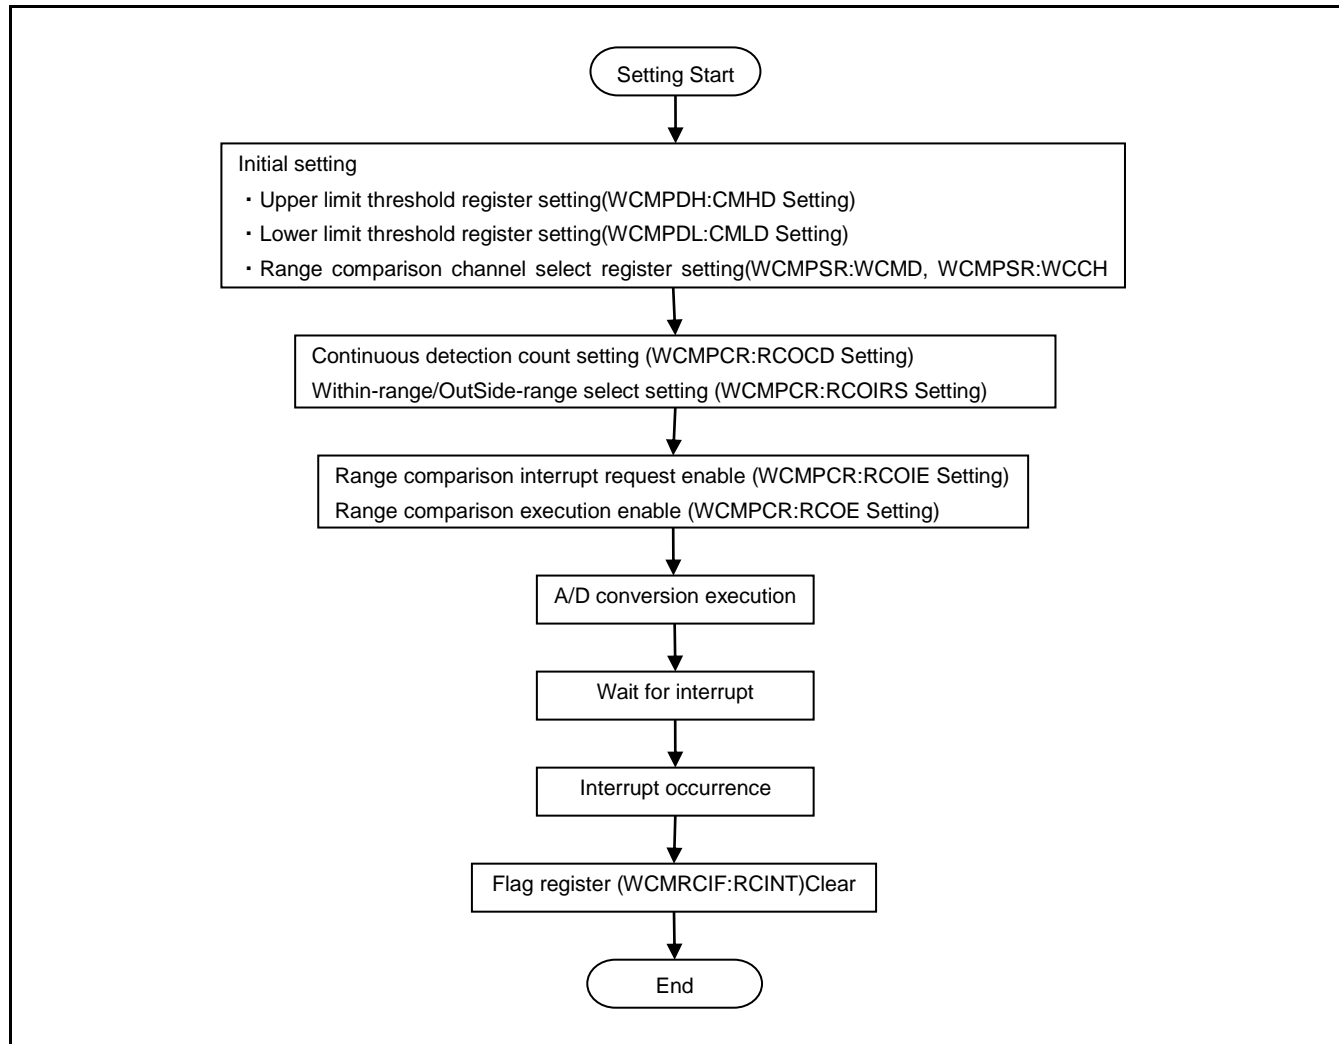 Setting Start
Initial setting
・Upper limit threshold register setting(WCMPDH:CMHD Setting)
・Lower limit threshold register setting(WCMPDL:CMLD Setting)
・Range comparison channel select register setting(WCMPSR:WCMD, WCMPSR:WCCH
Continuous detection count setting (WCMPCR:RCOCD Setting)
Within-range/OutSide-range select setting (WCMPCR:RCOIRS Setting)
Range comparison interrupt request enable (WCMPCR:RCOIE Setting)
Range comparison execution enable (WCMPCR:RCOE Setting)
A/D conversion execution
Wait for interrupt
Interrupt occurrence
Flag register (WCMRCIF:RCINT)Clear
End